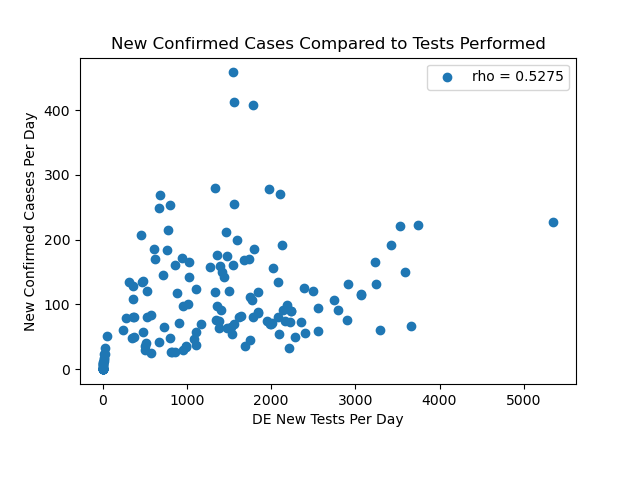 New Confirmed Cases Compared to Tests Performed
rho = 0.5275
New Confirmed Caeses Per Day
400
300
200
100
0
0 1000 2000 3000 4000 5000
DE New Tests Per Day